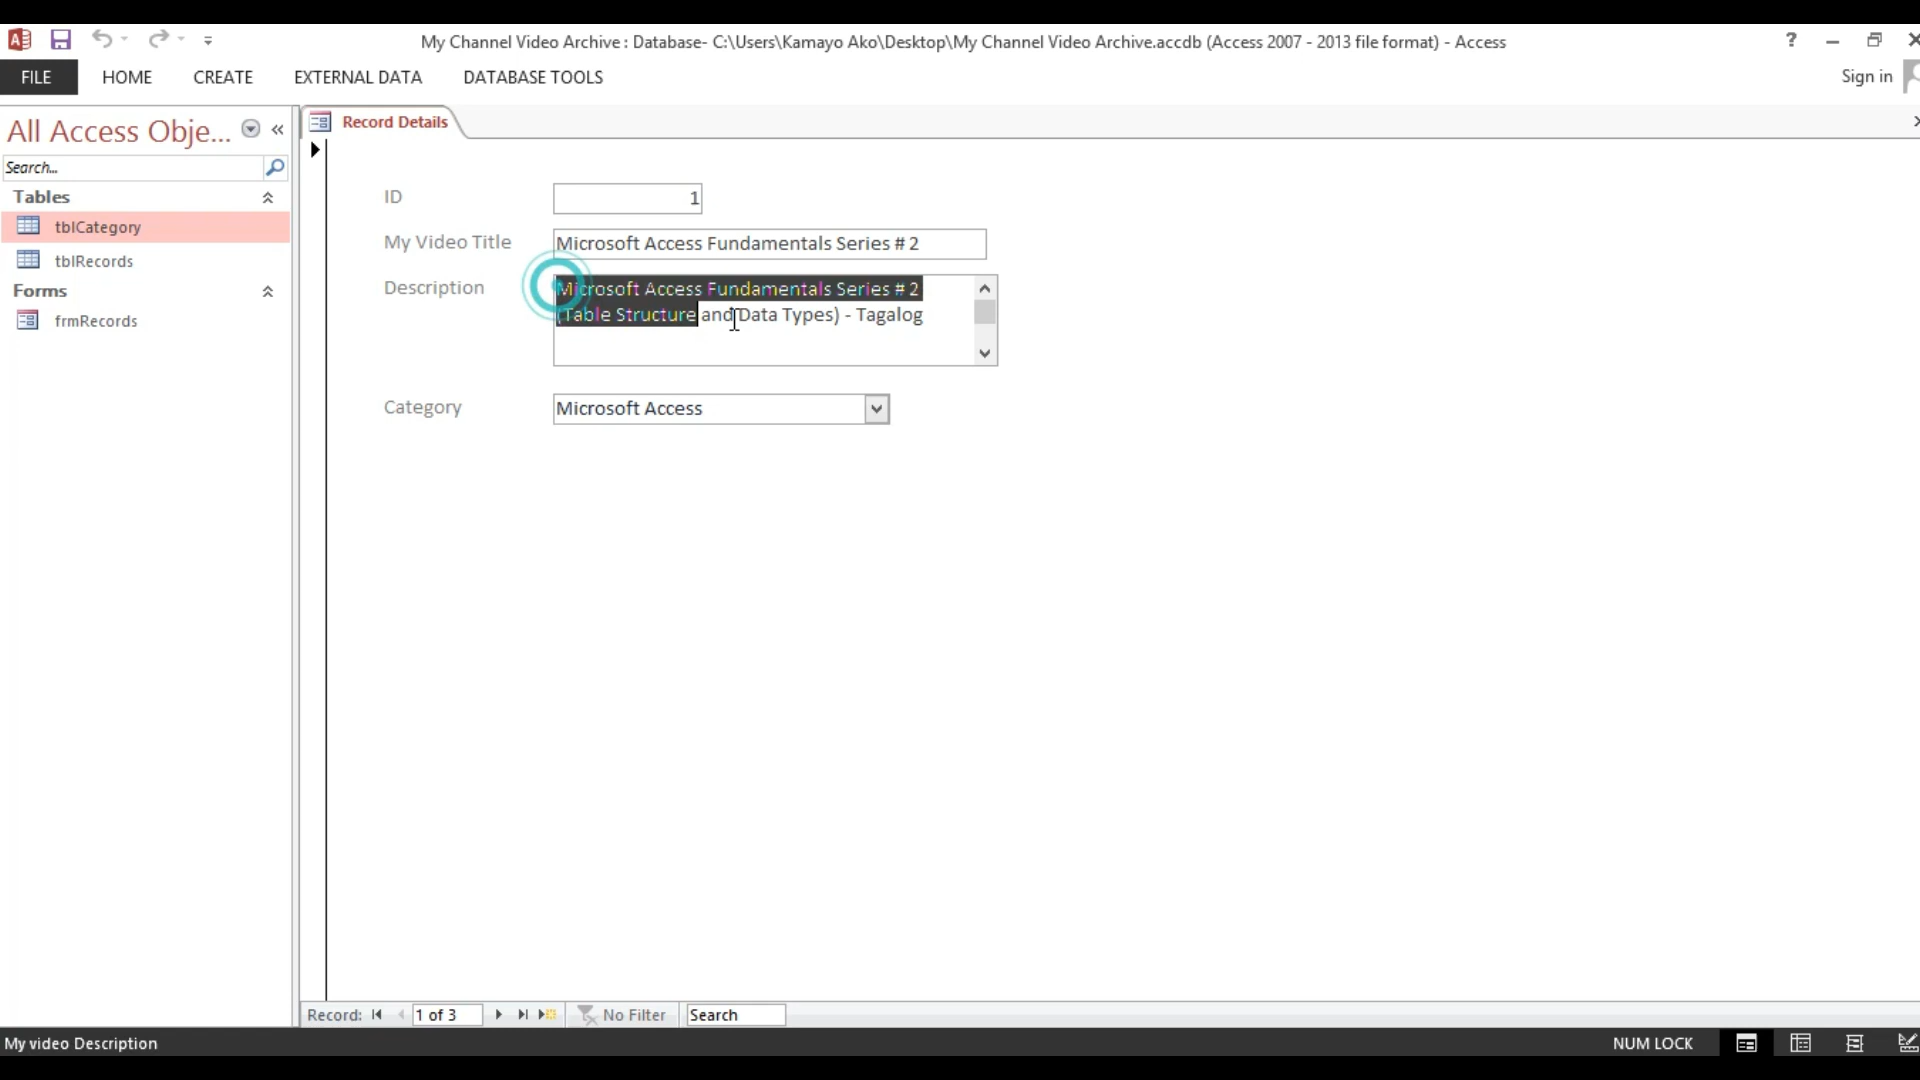 My Channel Video Archive : Database- C:\Users\Kamayo Ako\Desktop\My Channel Video Archive.accdb (Access 2007 - 2013 file format) - Access
?
FILE HOME CREATE EXTERNAL DATA DATABASE TOOLS
Sign in
All Access Obje...
Record Details
Search...
Tables
tblCategory
tblRecords
Forms
frmRecords
ID 1
My Video Title Microsoft Access Fundamentals Series # 2
Description Microsoft Access Fundamentals Series # 2
(Table Structure and Data Types) - Tagalog
Category Microsoft Access
Record: 1 of 3 No Filter Search
My video Description NUM LOCK